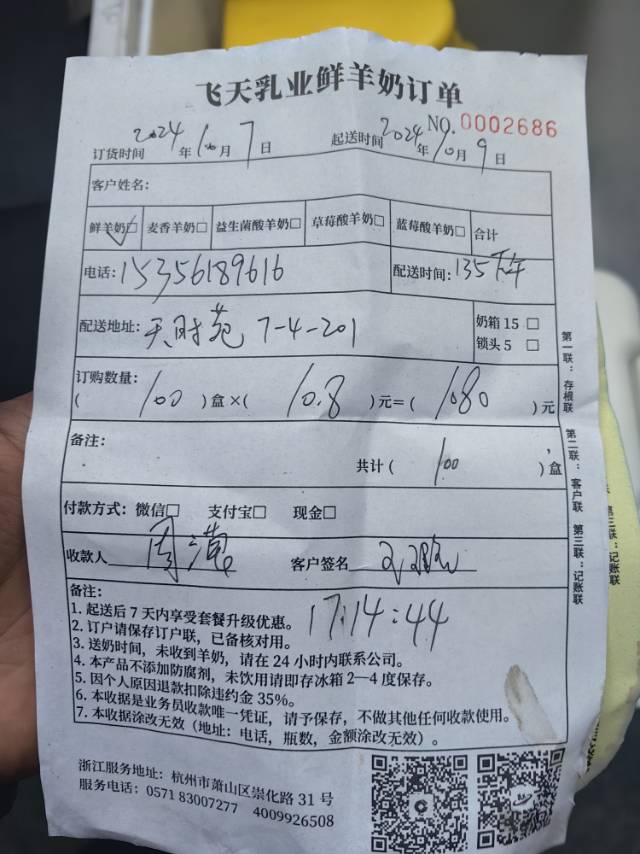 飞天乳业鲜羊奶订单
NO. 0002686
订货时间 2024 年 10 月 7 日 起送时间 2024 年 10 月 9 日
客户姓名：
鲜羊奶☑ 麦香羊奶□ 益生菌酸羊奶□ 草莓酸羊奶□ 蓝莓酸羊奶□ 合计
电话：15356189616 配送时间：135下午
配送地址：天时苑 7-4-201 奶箱 15 □
锁头 5 □
订购数量：
( 100 ) 盒×( 10.8 ) 元=( 1080 ) 元
备注：
共计 ( 100 ) 盒
付款方式：微信□ 支付宝□ 现金□
收款人 客户签名
备注：
17:14:44
1. 起送后 7 天内享受套餐升级优惠。
2. 订户请保存订户联，已备核对用。
3. 送奶时间，未收到羊奶，请在 24 小时内联系公司。
4. 本产品不添加防腐剂，未饮用请即存冰箱 2—4 度保存。
5. 因个人原因退款扣除违约金 35%。
6. 本收据是业务员收款唯一凭证，请予保存，不做其他任何收款使用。
7. 本收据涂改无效（地址：电话，瓶数，金额涂改无效）。
浙江服务地址：杭州市萧山区崇化路 31 号
服务电话：0571 83007277 4009926508
第一联：存根联 第二联：客户联 第三联：记账联
第三联：记账联